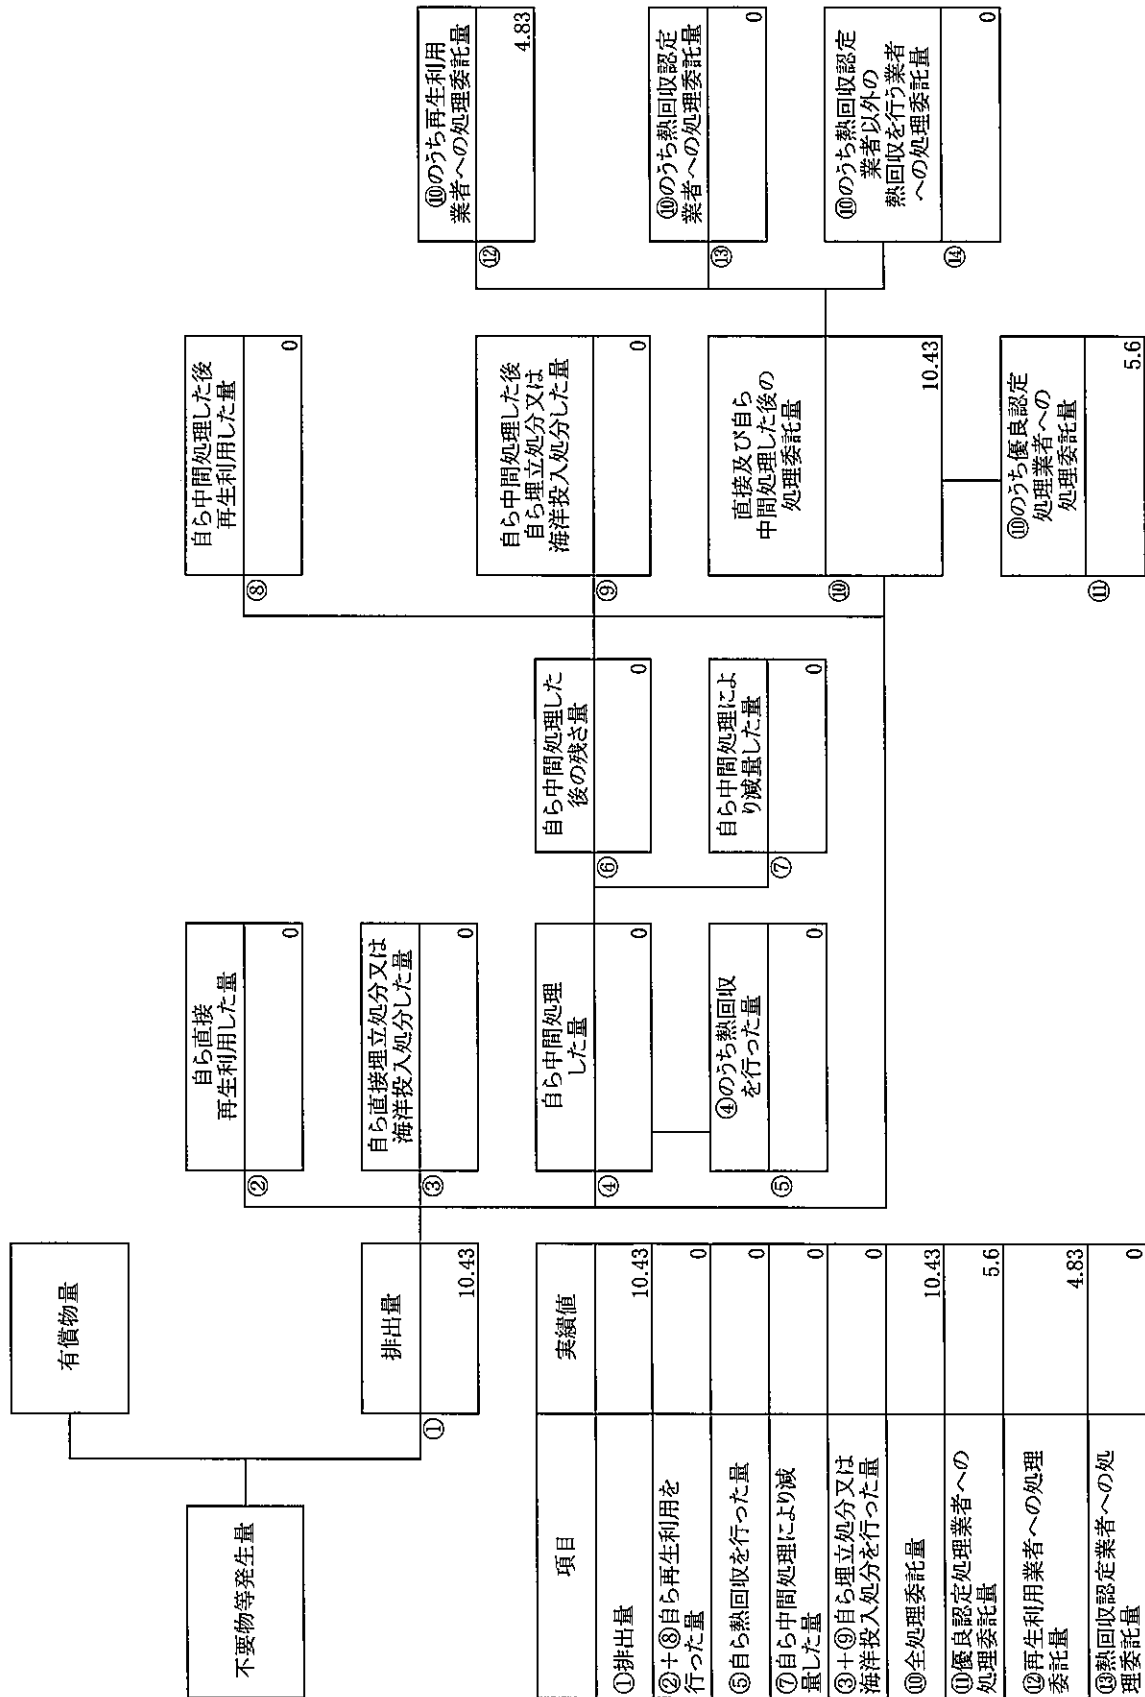 不要物等発生量
有償物量
排出量
①
10.43
自ら直接
再生利用した量
②
0
自ら直接埋立処分又は
海洋投入処分した量
③
0
自ら中間処理
した量
④
0
④のうち熱回収
を行った量
⑤
0
自ら中間処理した
後の残さ量
⑥
0
自ら中間処理によ
り減量した量
⑦
0
自ら中間処理した後
再生利用した量
⑧
0
自ら中間処理した後
自ら埋立処分又は
海洋投入処分した量
⑨
0
直接及び自ら
中間処理した後の
処理委託量
⑩
10.43
⑩のうち優良認定
処理業者への
処理委託量
⑪
5.6
⑩のうち再生利用
業者への処理委託量
⑫
4.83
⑩のうち熱回収認定
業者への処理委託量
⑬
0
⑩のうち熱回収認定
業者以外の
熱回収を行う業者
への処理委託量
⑭
0
項目 実績値
①排出量 10.43
②+⑧自ら再生利用を
行った量 0
⑤自ら熱回収を行った量 0
⑦自ら中間処理により減
量した量 0
③+⑨自ら埋立処分又は
海洋投入処分を行った量 0
⑩全処理委託量 10.43
⑪優良認定処理業者への
処理委託量 5.6
⑫再生利用業者への処理
委託量 4.83
⑬熱回収認定業者への処
理委託量 0